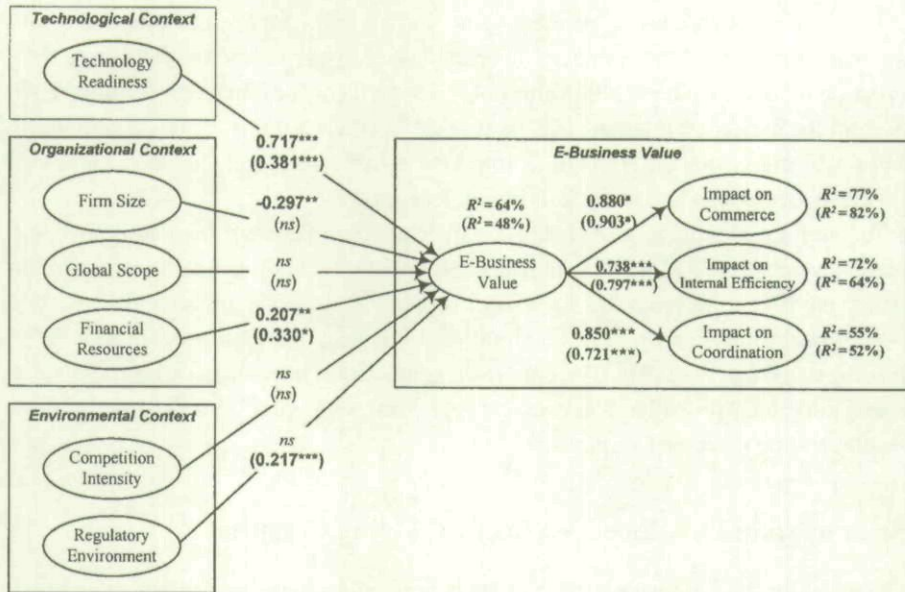 Technological Context
Technology
Readiness
0.717***
(0.381***)
Organizational Context
Firm Size
-0.297**
(ns)
Global Scope
ns
(ns)
Financial
Resources
0.207**
(0.330*)
Environmental Context
Competition
Intensity
ns
(ns)
Regulatory
Environment
ns
(0.217***)
E-Business Value
R²=64%
(R²=48%)
E-Business
Value
0.880*
(0.903*)
Impact on
Commerce
R²=77%
(R²=82%)
0.738***
(0.797***)
Impact on
Internal Efficiency
R²=72%
(R²=64%)
0.850***
(0.721***)
Impact on
Coordination
R²=55%
(R²=52%)